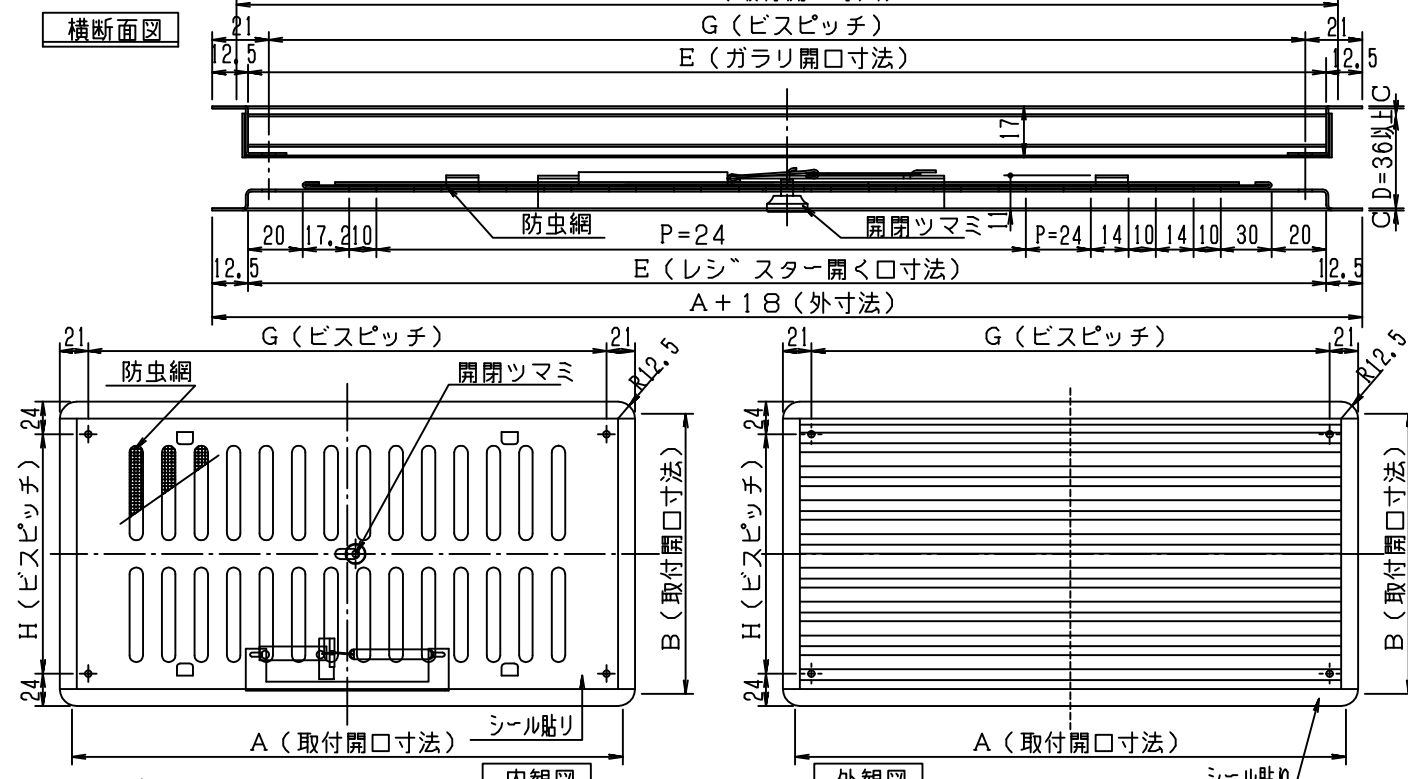 横断面図
21
G(ビスピッチ)
21
12.5
E(ガラリ開口寸法)
12.5
17
C
D=36以上
C
防虫網
開閉ツマミ
11
20
17.2
10
P=24
P=24
14
10
14
10
30
20
12.5
E(レジスター開く口寸法)
12.5
A+18(外寸法)
21
G(ビスピッチ)
21
R12.5
防虫網
開閉ツマミ
24
H(ビスピッチ)
24
B(取付開口寸法)
シール貼り
A(取付開口寸法)
内観図
21
G(ビスピッチ)
21
R12.5
24
H(ビスピッチ)
24
B(取付開口寸法)
A(取付開口寸法)
外観図
シール貼り